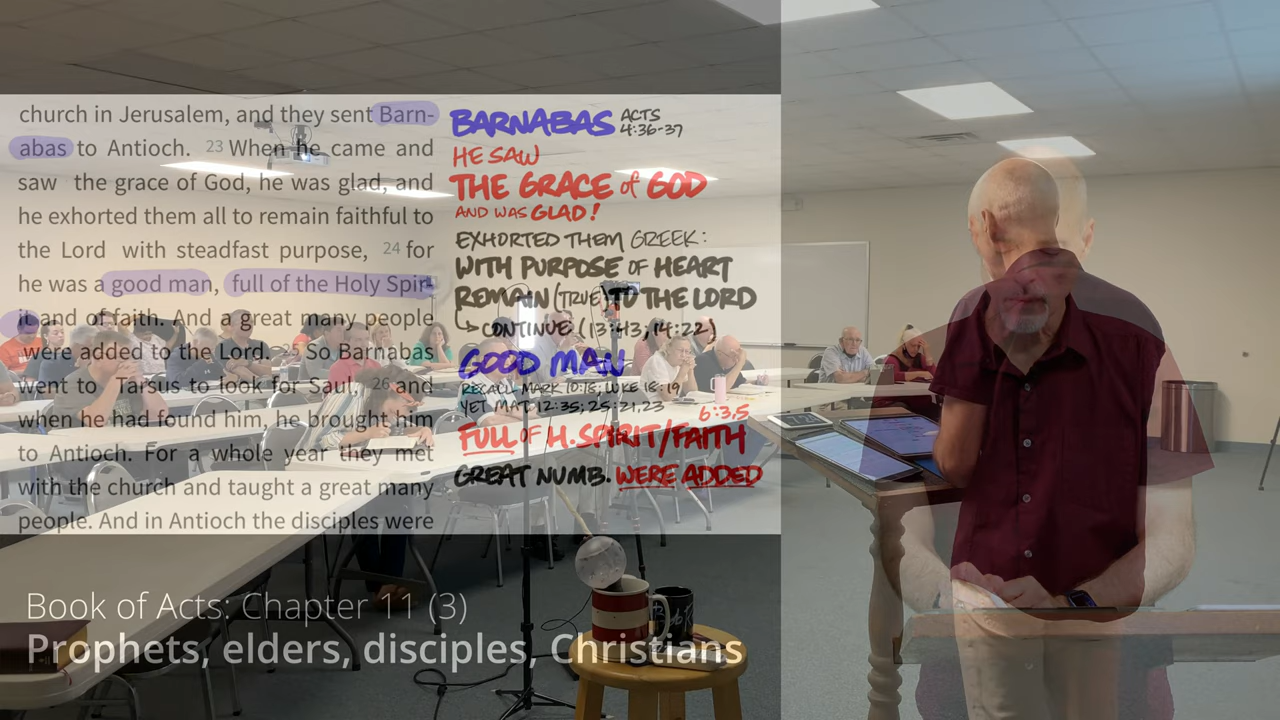 church in Jerusalem, and they sent Barn-
abas to Antioch. 23 When he came and
saw the grace of God, he was glad, and
he exhorted them all to remain faithful to
the Lord with steadfast purpose, 24 for
he was a good man, full of the Holy Spir-
it and of faith. And a great many people
were added to the Lord. So Barnabas
went to Tarsus to look for Saul, 26 and
when he had found him, he brought him
to Antioch. For a whole year they met
with the church and taught a great many
people. And in Antioch the disciples were
BARNABAS ACTS 4:36-37
HE SAW
THE GRACE of GOD
AND WAS GLAD!
EXHORTED THEM GREEK:
WITH PURPOSE OF HEART
REMAIN (TRUE) TO THE LORD
CONTINUE (13:43; 14:22)
GOOD MAN
RECALL MARK 10:18; LUKE 18:19
YET MAT 12:35; 25:21,23
6:3,5
FULL OF H. SPIRIT/FAITH
GREAT NUMB. WERE ADDED
Book of Acts: Chapter 11 (3)
Prophets, elders, disciples, Christians